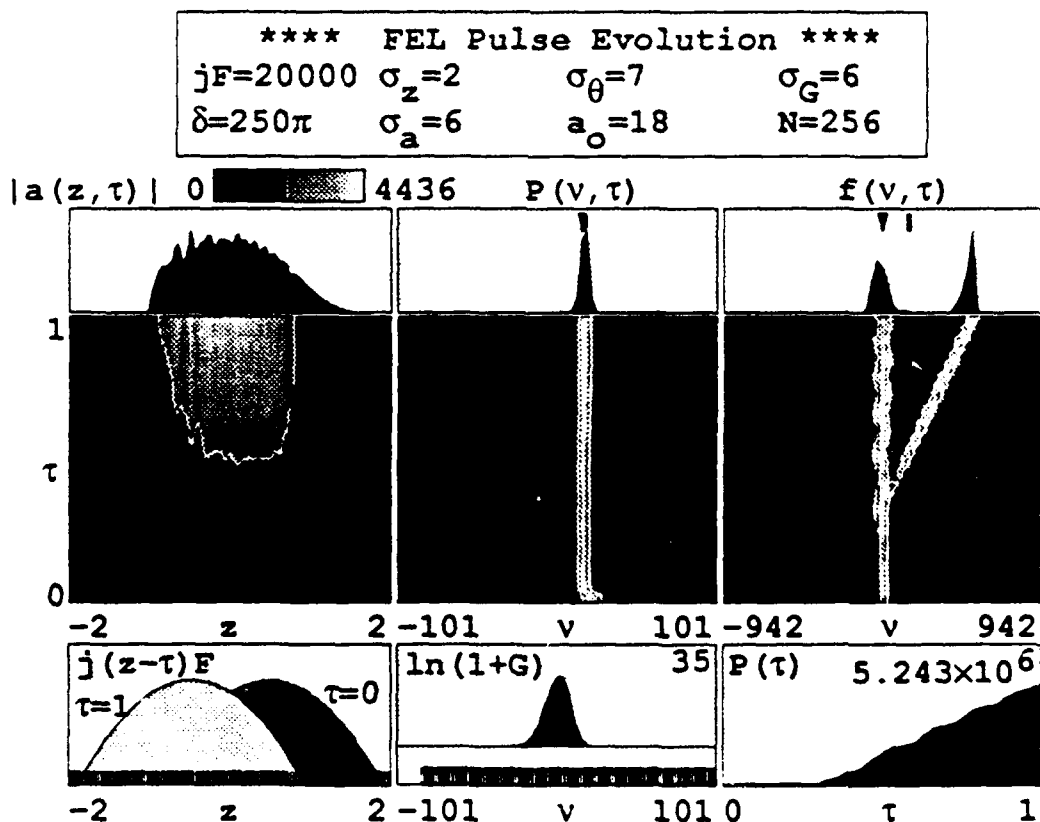 **** FEL Pulse Evolution ****
jF=20000 σz=2 σθ=7 σG=6
δ=250π σa=6 ao=18 N=256
|a(z,τ)| 0 4436 P(ν,τ) f(ν,τ)
1
τ
0
-2 z 2 -101 ν 101 -942 ν 942
j(z-τ)F ln(1+G) 35 P(τ) 5.243×10⁶
τ=1 τ=0
-2 z 2 -101 ν 101 0 τ 1